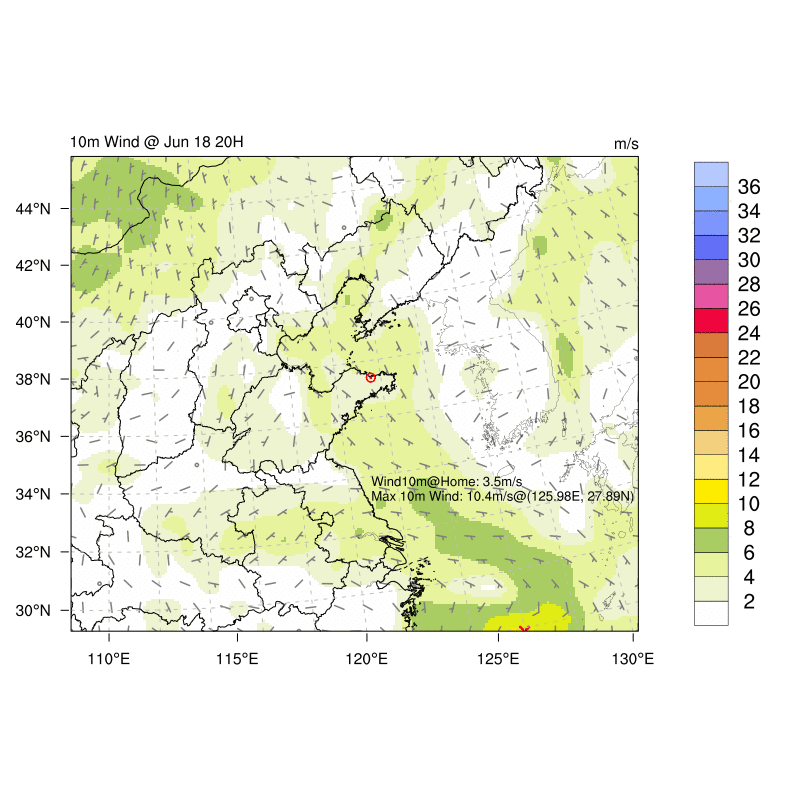 10m Wind @ Jun 18 20H
m/s
44°N
42°N
40°N
38°N
36°N
34°N
32°N
30°N
110°E
115°E
120°E
125°E
130°E
Wind10m@Home: 3.5m/s
Max 10m Wind: 10.4m/s@(125.98E, 27.89N)
36
34
32
30
28
26
24
22
20
18
16
14
12
10
8
6
4
2